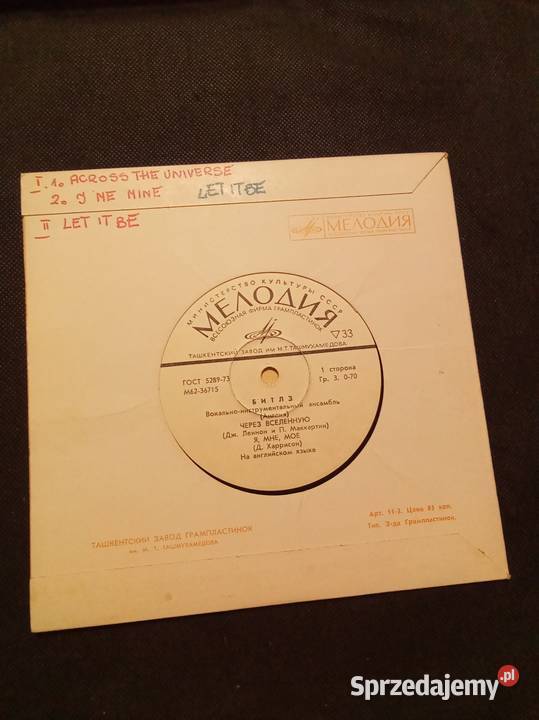 I. 1. ACROSS THE UNIVERSE
2. J ME MINE LET IT BE
II LET IT BE
МЕЛОДИЯ
МИНИСТЕРСТВО КУЛЬТУРЫ СССР
МЕЛОДИЯ
ВСЕСОЮЗНАЯ ФИРМА ГРАМПЛАСТИНОК
▽33
ТАШКЕНТСКИЙ ЗАВОД ИМ М.Т.ТАШМУХАМЕДОВА
ГОСТ 5289-73
М62-36715
1 сторона
Гр. 3. 0-70
БИТЛЗ
Вокально-инструментальный ансамбль
(Англия)
ЧЕРЕЗ ВСЕЛЕННУЮ
(Дж. Леннон и П. Маккартни)
Я, МНЕ, МОЕ
(Д. Харрисон)
На английском языке
ТАШКЕНТСКИЙ ЗАВОД ГРАМПЛАСТИНОК
им. М. Т. ТАШМУХАМЕДОВА
Арт. 11-3. Цена 85 коп.
Тип. З-да Грампластинок.
Sprzedajemy.pl